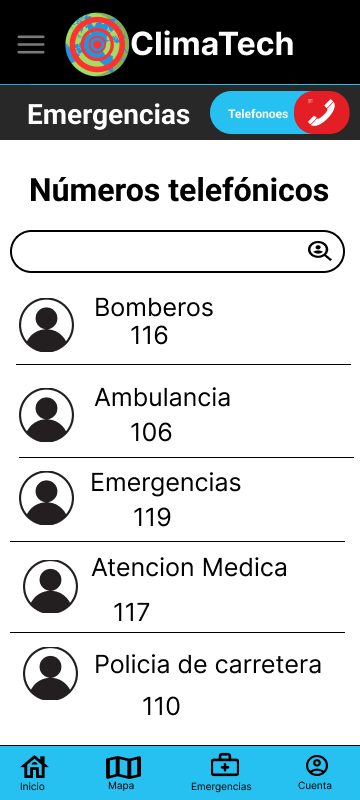 ClimaTech
Emergencias
Telefonoes
Números telefónicos
Bomberos
116
Ambulancia
106
Emergencias
119
Atencion Medica
117
Policia de carretera
110
Inicio
Mapa
Emergencias
Cuenta